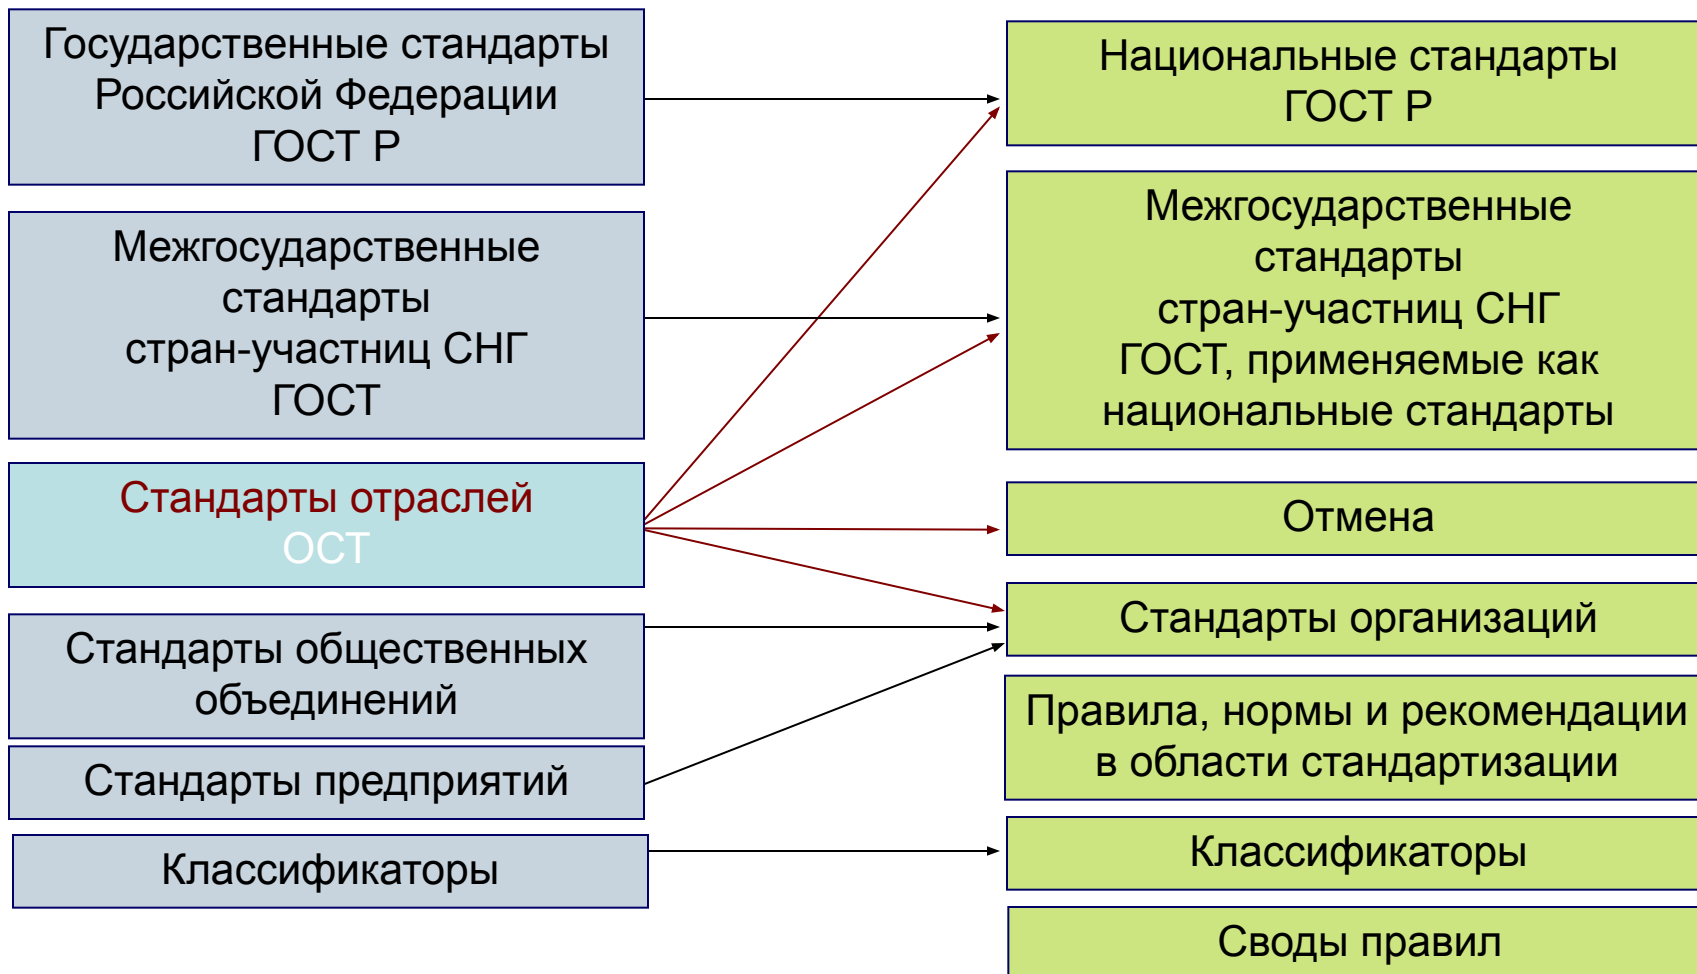 Государственные стандарты
Российской Федерации
ГОСТ Р
Межгосударственные
стандарты
стран-участниц СНГ
ГОСТ
Стандарты отраслей
ОСТ
Стандарты общественных
объединений
Стандарты предприятий
Классификаторы
Национальные стандарты
ГОСТ Р
Межгосударственные
стандарты
стран-участниц СНГ
ГОСТ, применяемые как
национальные стандарты
Отмена
Стандарты организаций
Правила, нормы и рекомендации
в области стандартизации
Классификаторы
Своды правил